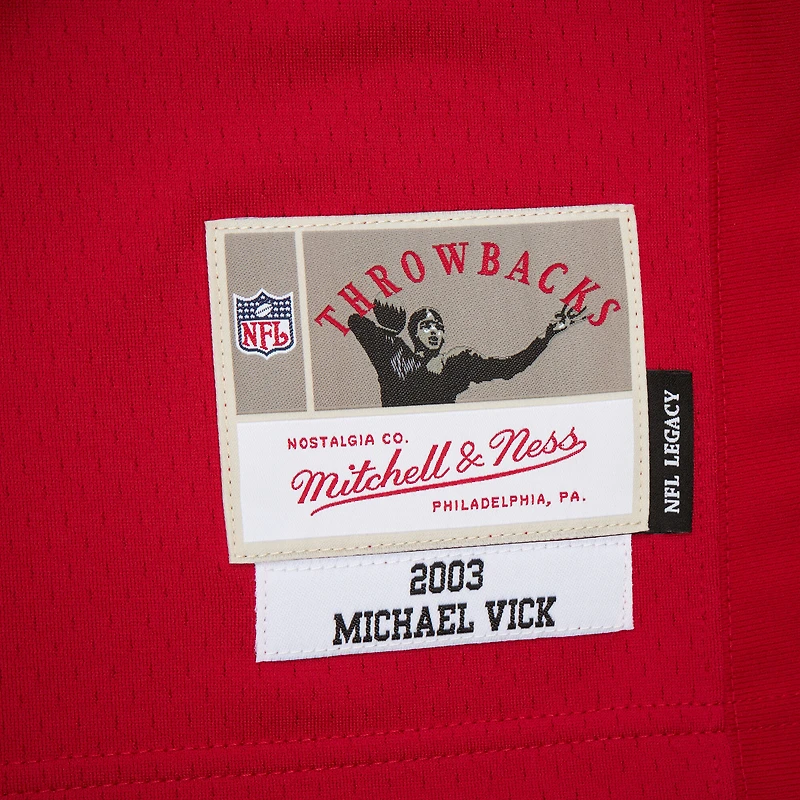 THROWBACKS
NFL
NOSTALGIA CO.
Mitchell & Ness
PHILADELPHIA, PA.
NFL LEGACY
2003
MICHAEL VICK